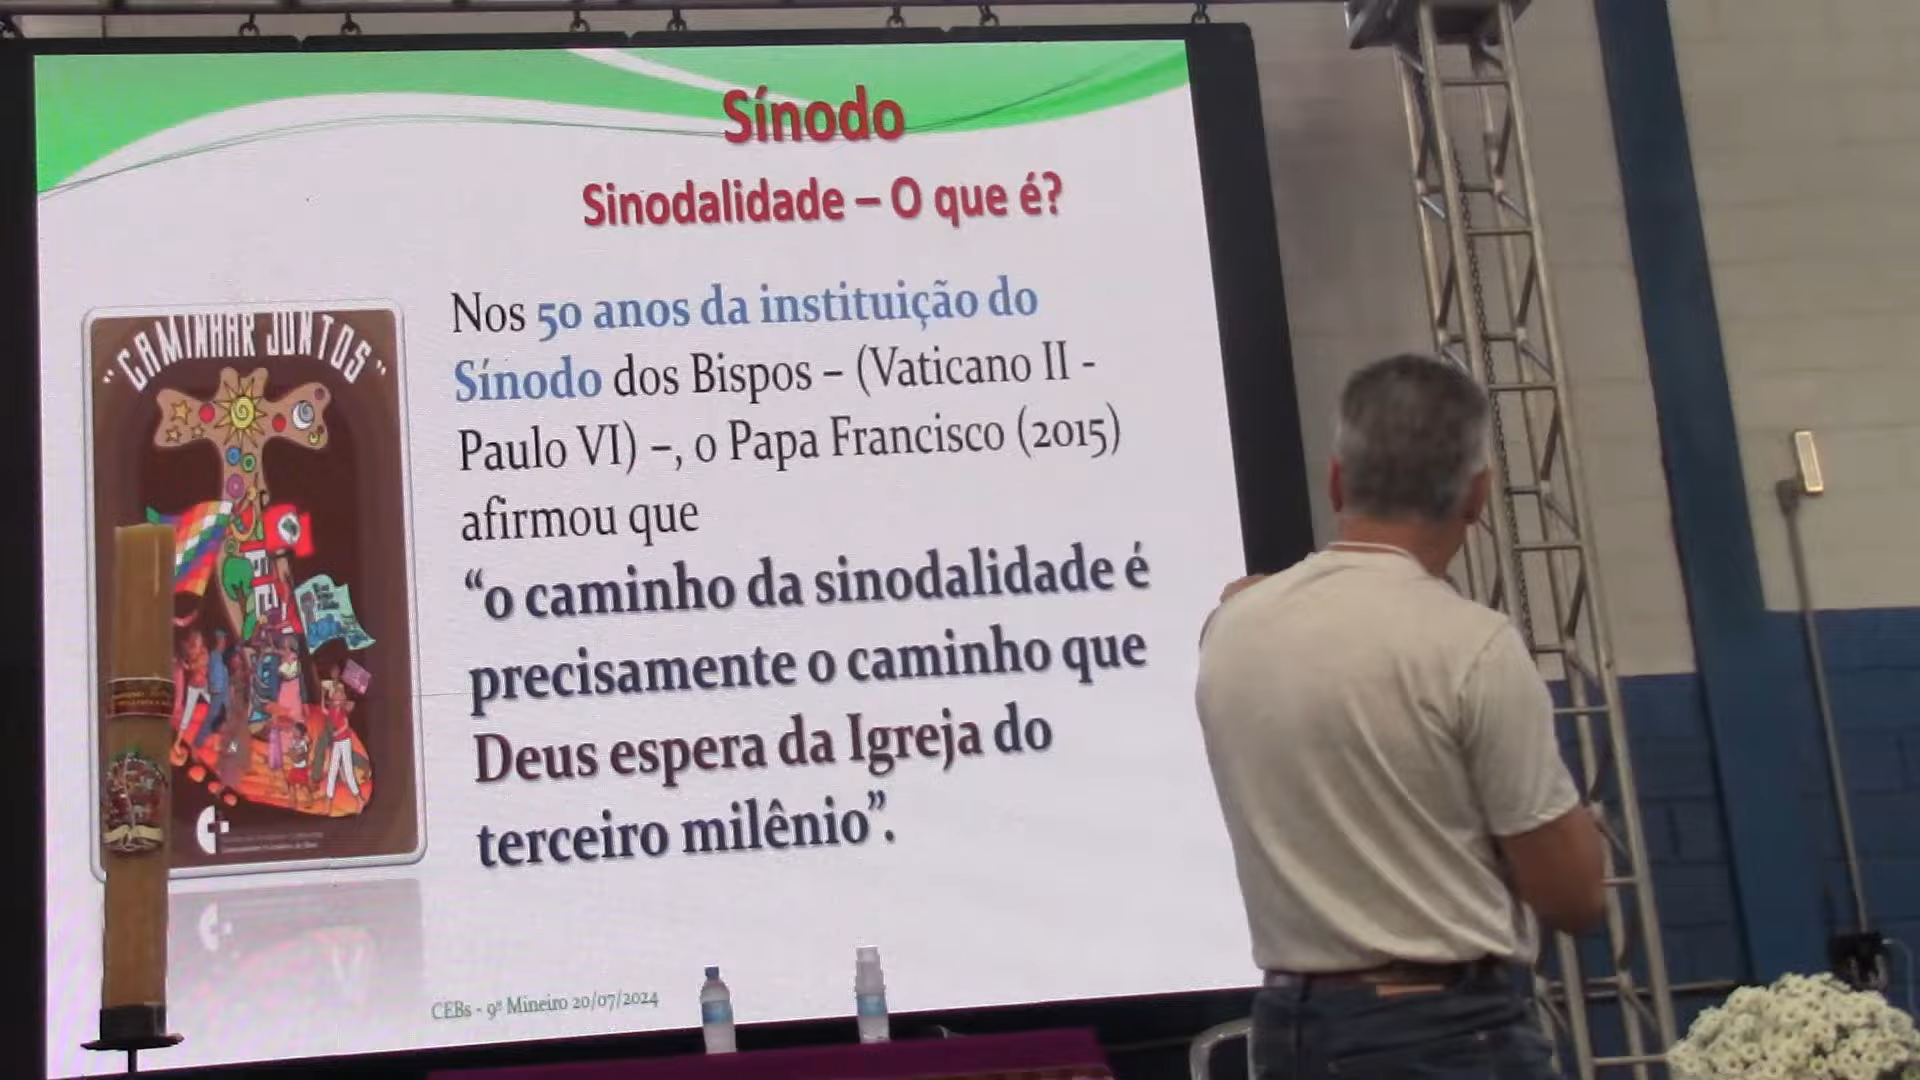 Sínodo
Sinodalidade – O que é?
"CAMINHAR JUNTOS"
Nos 50 anos da instituição do
Sínodo dos Bispos – (Vaticano II -
Paulo VI) –, o Papa Francisco (2015)
afirmou que
“o caminho da sinodalidade é
precisamente o caminho que
Deus espera da Igreja do
terceiro milênio”.
CEBs - 9º Mineiro 20/07/2024